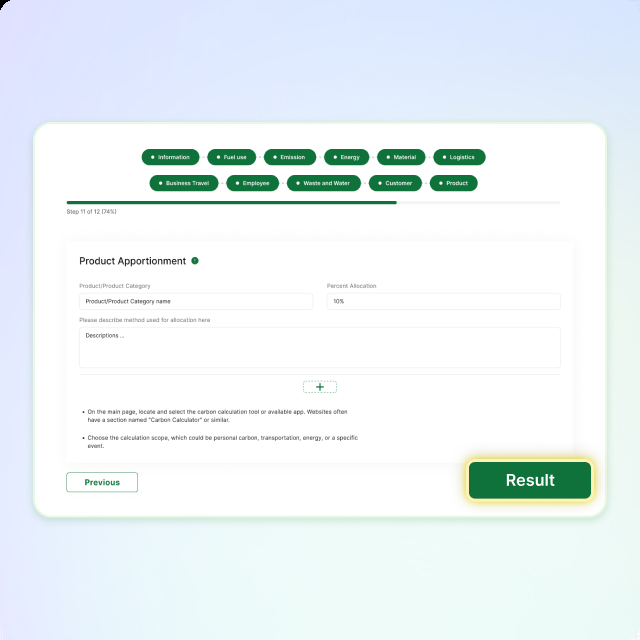 Information Fuel use Emission Energy Material Logistics
Business Travel Employee Waste and Water Customer Product
Step 11 of 12 (74%)
Product Apportionment
Product/Product Category Percent Allocation
Product/Product Category name 10%
Please describe method used for allocation here
Descriptions ...
+
• On the main page, locate and select the carbon calculation tool or available app. Websites often
have a section named "Carbon Calculator" or similar.
• Choose the calculation scope, which could be personal carbon, transportation, energy, or a specific
event.
Previous Result